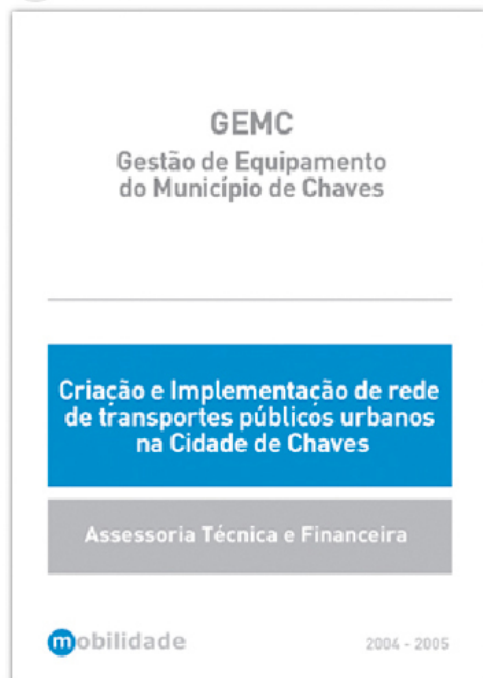 GEMC
Gestão de Equipamento
do Município de Chaves
Criação e Implementação de rede
de transportes públicos urbanos
na Cidade de Chaves
Assessoria Técnica e Financeira
mobilidade
2004 - 2005